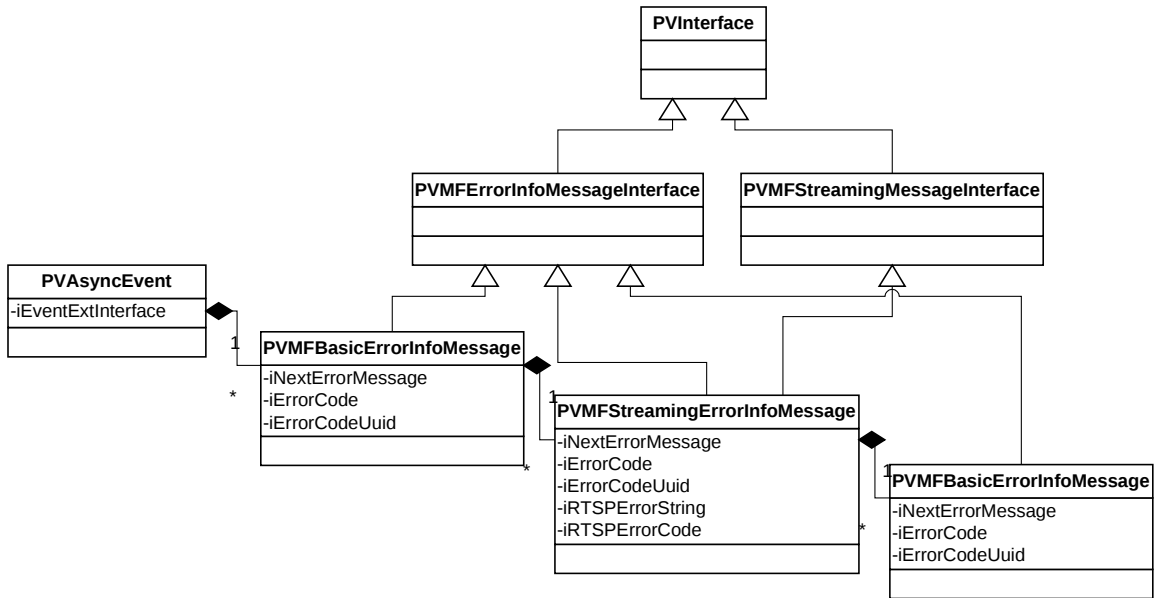 PVInterface
PVMFErrorInfoMessageInterface
PVMFStreamingMessageInterface
PVAsyncEvent
-iEventExtInterface
1
*
PVMFBasicErrorInfoMessage
-iNextErrorMessage
-iErrorCode
-iErrorCodeUuid
1
*
PVMFStreamingErrorInfoMessage
-iNextErrorMessage
-iErrorCode
-iErrorCodeUuid
-iRTSPErrorString
-iRTSPErrorCode
1
*
PVMFBasicErrorInfoMessage
-iNextErrorMessage
-iErrorCode
-iErrorCodeUuid